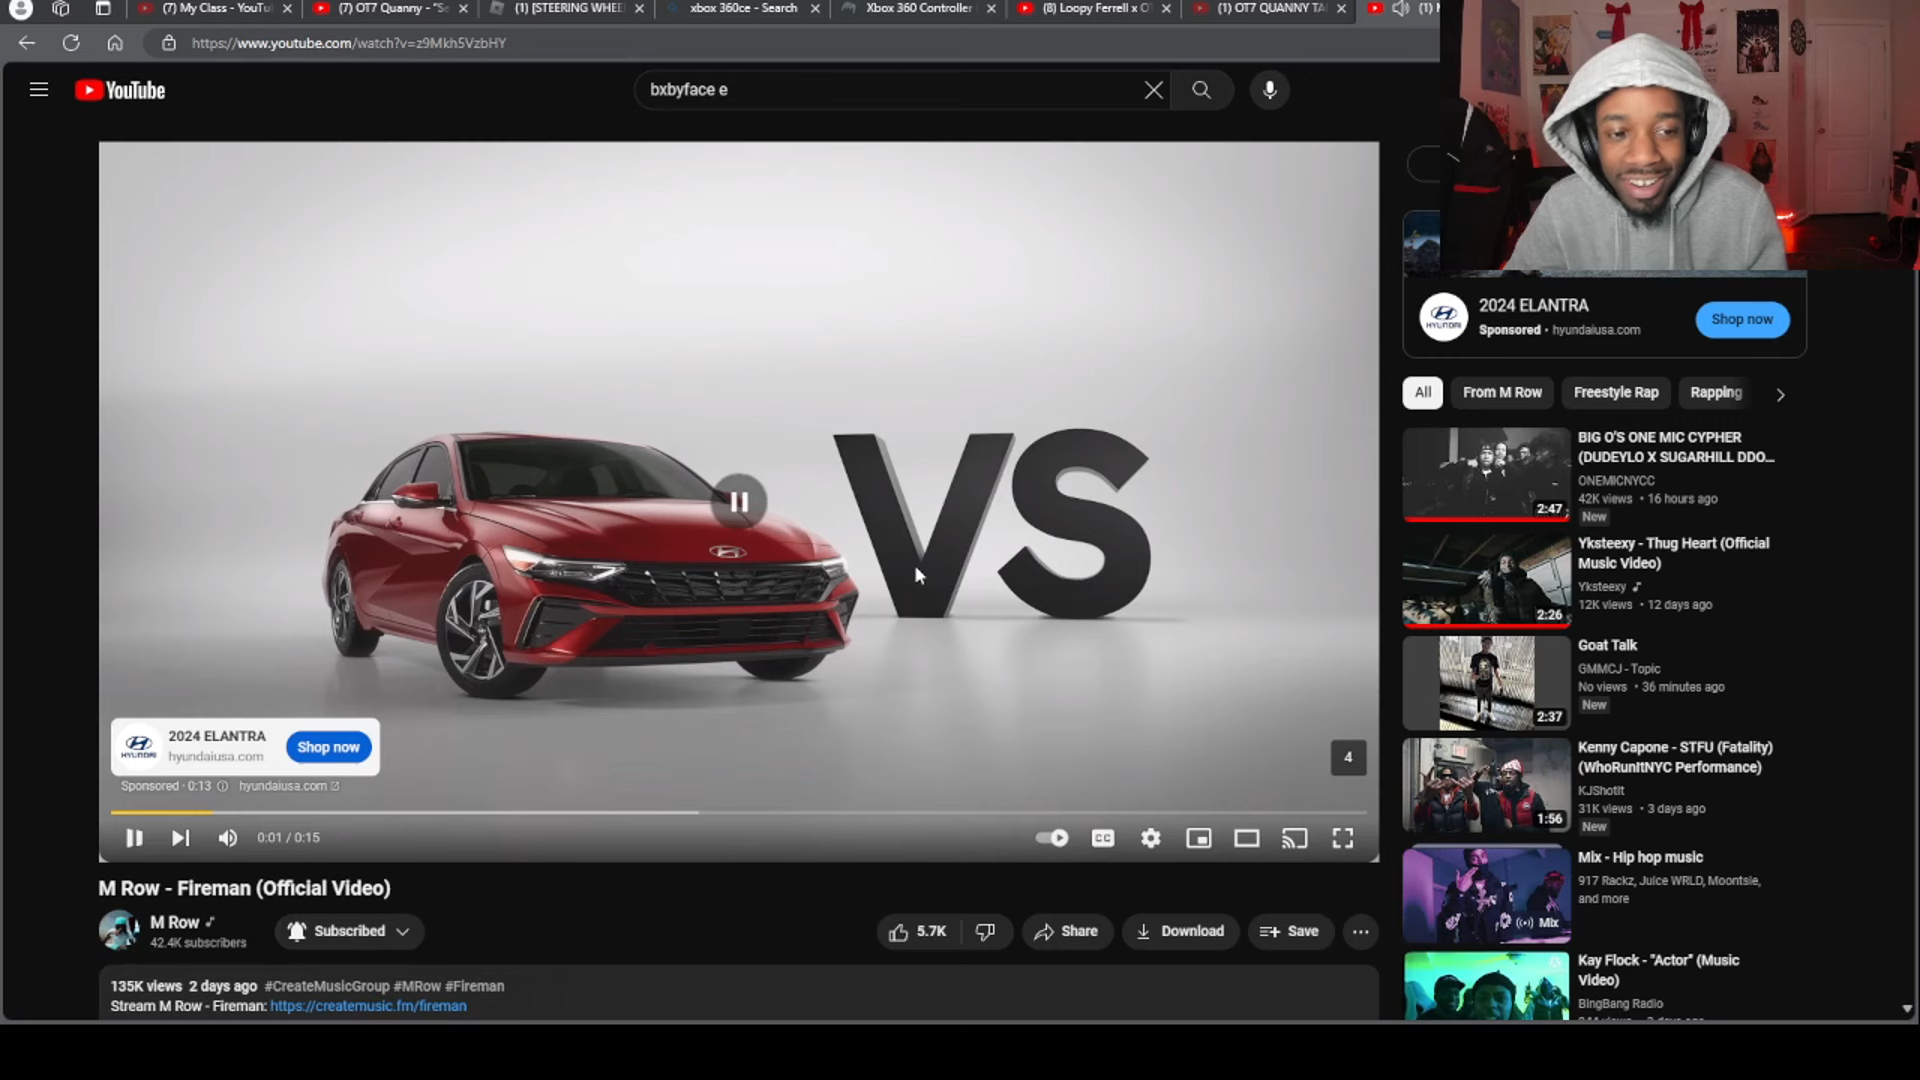 (7) My Class - YouTu
(7) OT7 Quanny - "Se
(1) [STEERING WHEE
xbox 360ce - Search
Xbox 360 Controller
(8) Loopy Ferrell x O
(1) OT7 QUANNY TA
(1)
https://www.youtube.com/watch?v=z9Mkh5VzbHY
YouTube
bxbyface e
VS
HYUNDAI
2024 ELANTRA
hyundaiusa.com
Shop now
Sponsored · 0:13
hyundaiusa.com
4
0:01 / 0:15
CC
M Row - Fireman (Official Video)
M Row
42.4K subscribers
Subscribed
5.7K
Share
Download
Save
135K views 2 days ago #CreateMusicGroup #MRow #Fireman
Stream M Row - Fireman: https://createmusic.fm/fireman
HYUNDAI
2024 ELANTRA
Sponsored · hyundaiusa.com
Shop now
All
From M Row
Freestyle Rap
Rapping
BIG O'S ONE MIC CYPHER
(DUDEYLO X SUGARHILL DDO...
ONEMICNYCC
42K views • 16 hours ago
New
2:47
Yksteexy - Thug Heart (Official
Music Video)
Yksteexy
12K views • 12 days ago
2:26
Goat Talk
GMMCJ - Topic
No views • 36 minutes ago
New
2:37
Kenny Capone - STFU (Fatality)
(WhoRunItNYC Performance)
KJShotIt
31K views • 3 days ago
New
1:56
Mix - Hip hop music
917 Rackz, Juice WRLD, Moontsie,
and more
Mix
Kay Flock - "Actor" (Music
Video)
BingBang Radio